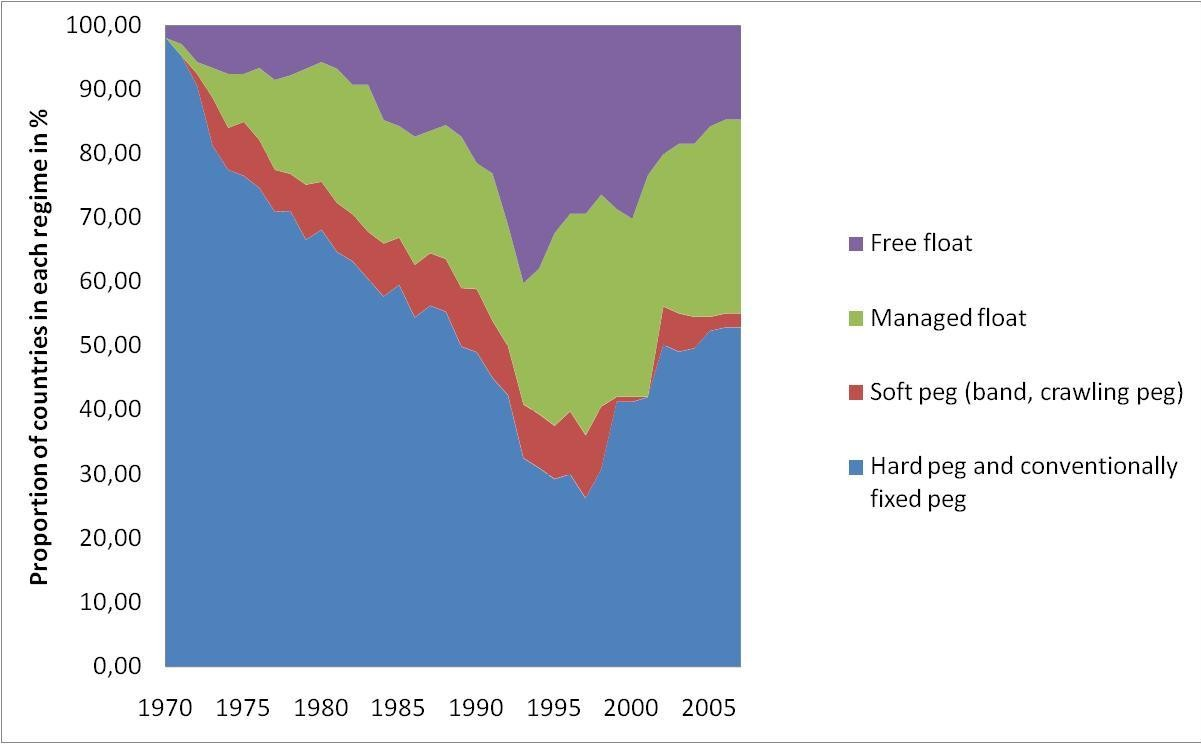 Proportion of countries in each regime in %
100,00
90,00
80,00
70,00
60,00
50,00
40,00
30,00
20,00
10,00
0,00
1970 1975 1980 1985 1990 1995 2000 2005
Free float
Managed float
Soft peg (band, crawling peg)
Hard peg and conventionally
fixed peg